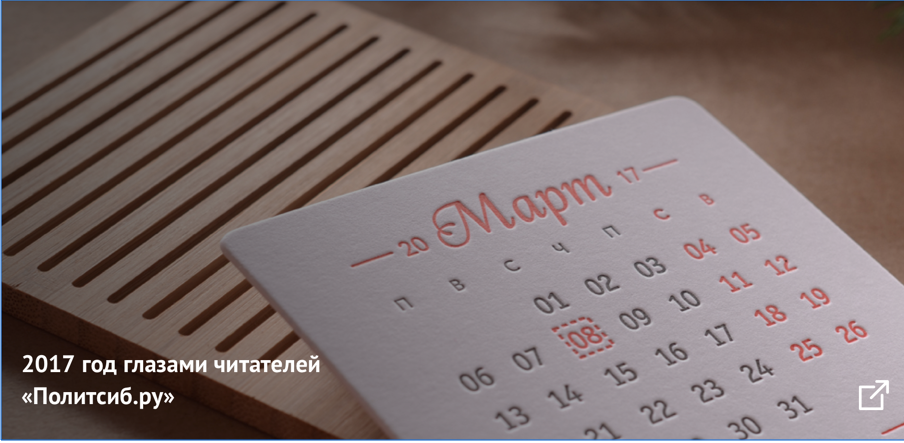 20 Март 17
П В С Ч П С В
01 02 03 04 05
06 07 08 09 10 11 12
13 14 15 16 17 18 19
21 22 23 24 25 26
30 31
2017 год глазами читателей
«Политсиб.ру»